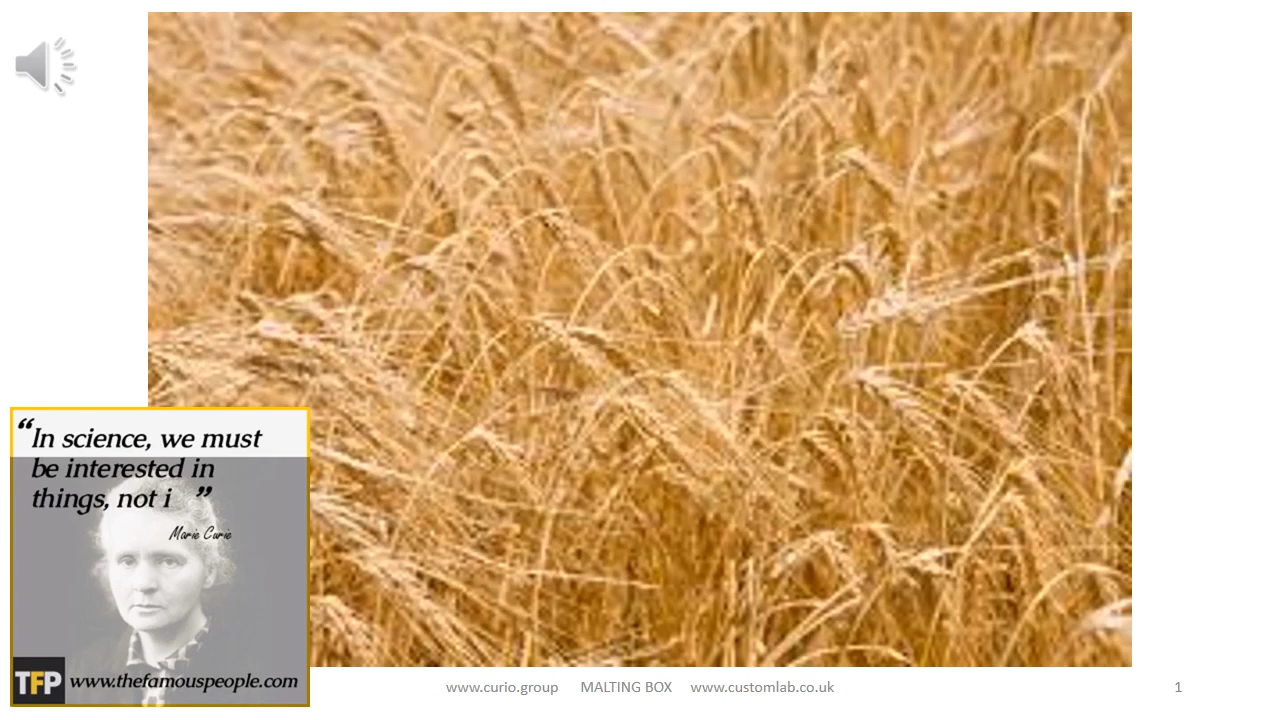 “In science, we must
be interested in
things, not i ”
Marie Curie
TFP www.thefamouspeople.com
www.curio.group MALTING BOX www.customlab.co.uk 1